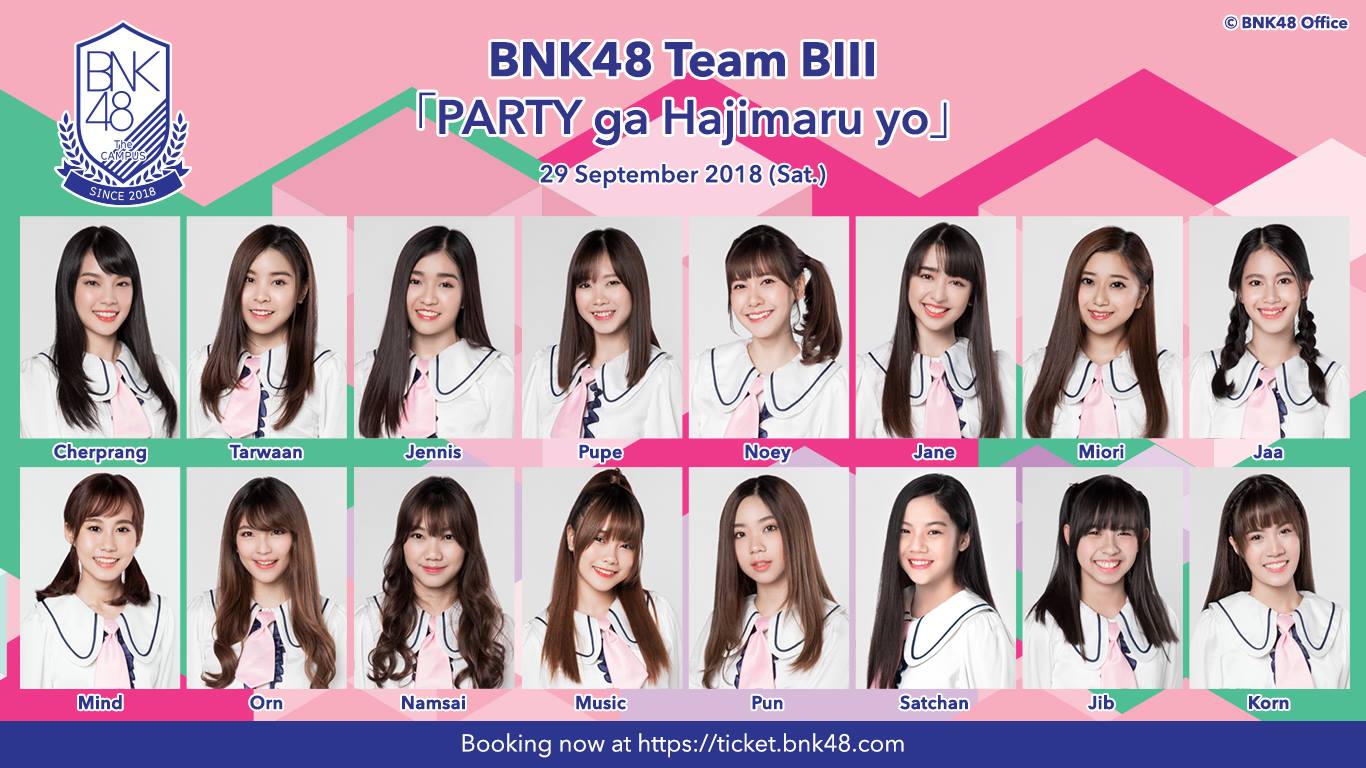 © BNK48 Office
BNK
48
The
CAMPUS
SINCE 2018
BNK48 Team BIII
「PARTY ga Hajimaru yo」
29 September 2018 (Sat.)
Cherprang
Tarwaan
Jennis
Pupe
Noey
Jane
Miori
Jaa
Mind
Orn
Namsai
Music
Pun
Satchan
Jib
Korn
Booking now at https://ticket.bnk48.com